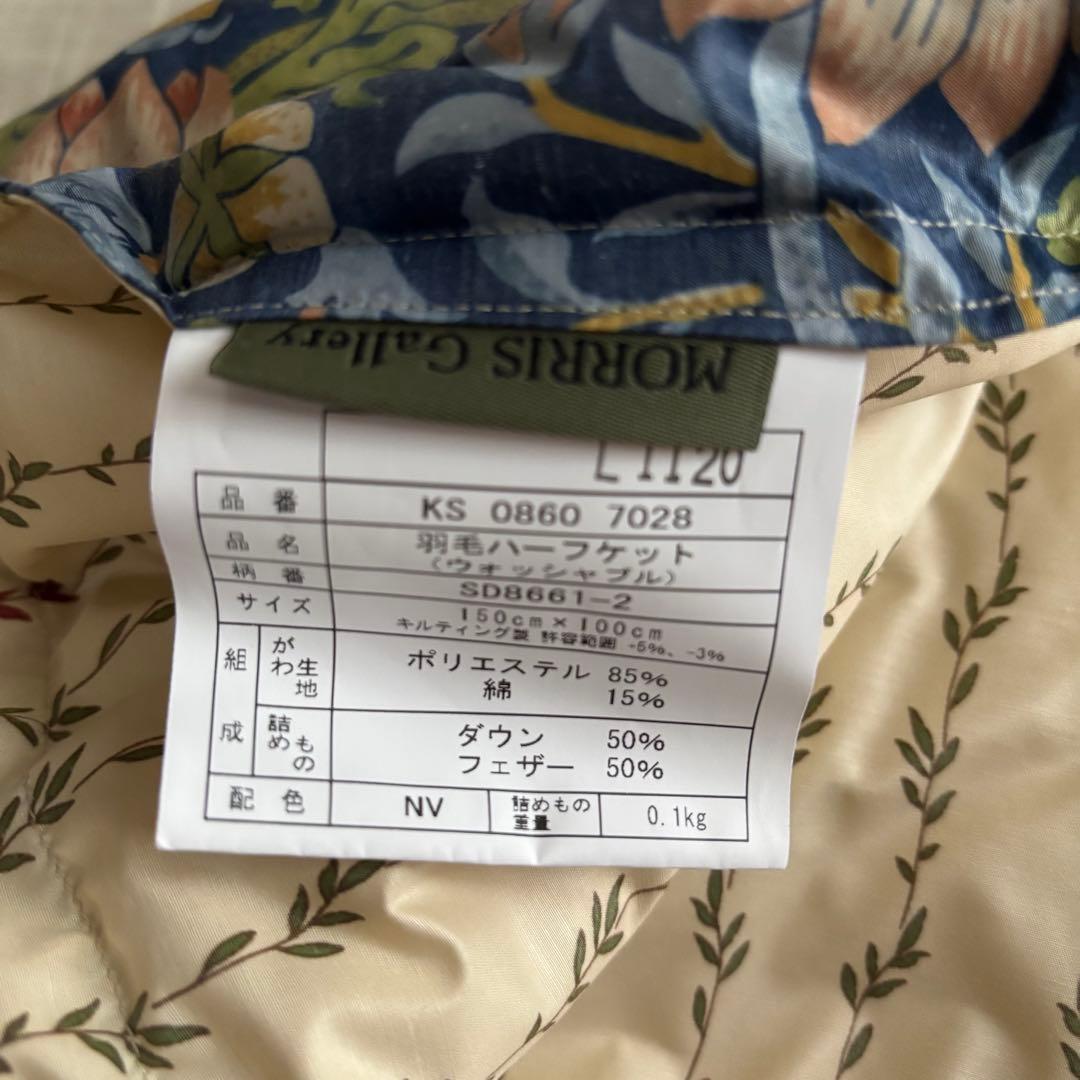 MORRIS Gallery
L1120
品 番 KS 0860 7028
品 名 羽毛ハーフケット
(ウオッシャブル)
柄 番 SD8661-2
サイズ 150cm×100cm
キルティング製 許容範囲 +5%、-3%
組成 がわ生地 ポリエステル 85%
綿 15%
詰めもの ダウン 50%
フェザー 50%
配 色 NV 詰めもの重量 0.1kg